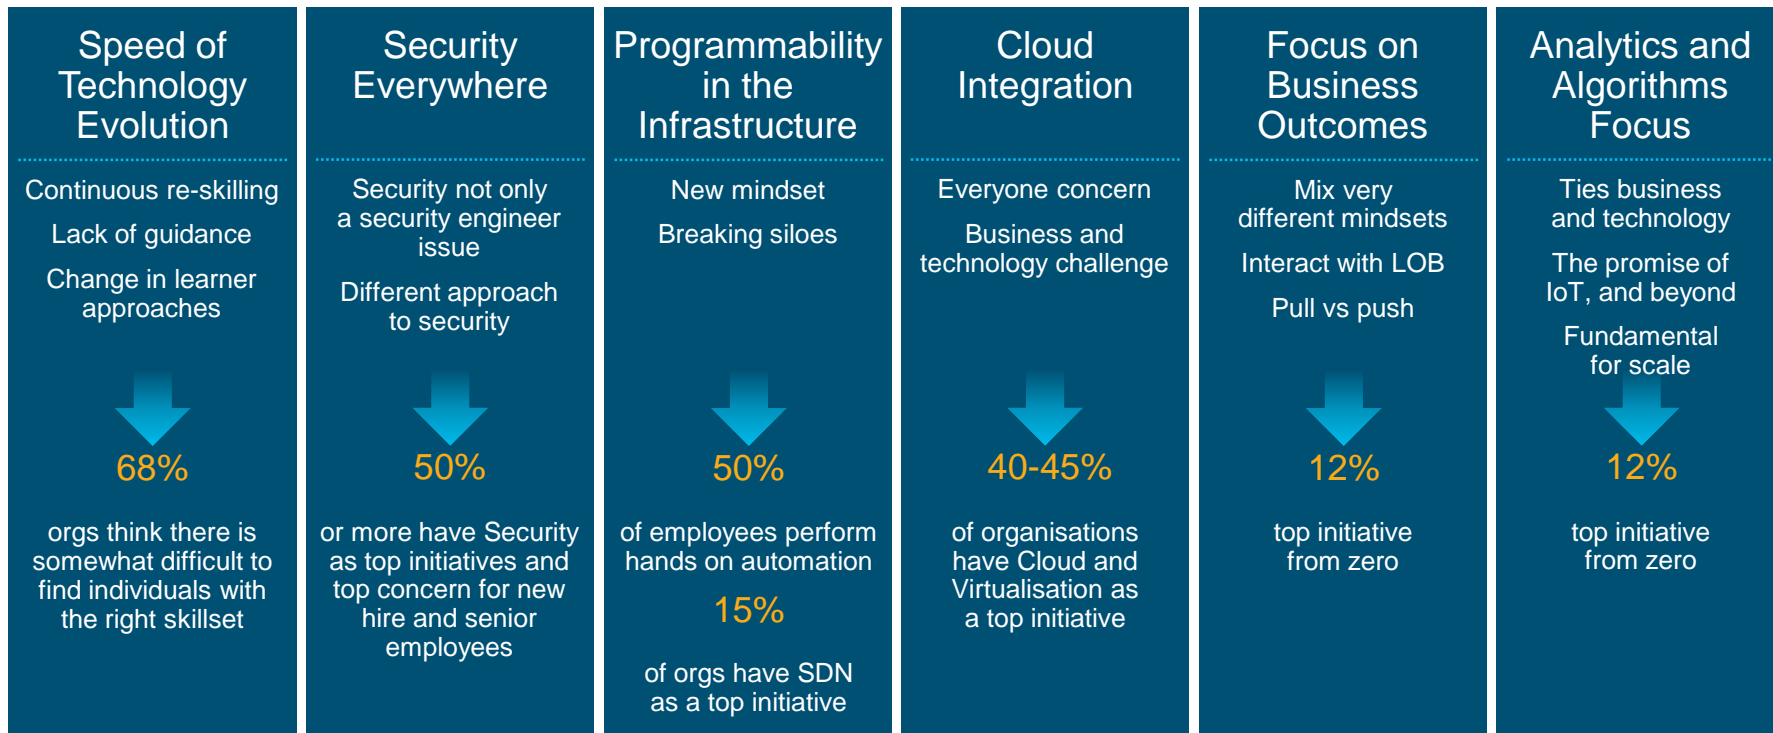 Speed of
Technology
Evolution
Continuous re-skilling
Lack of guidance
Change in learner
approaches
68%
orgs think there is
somewhat difficult to
find individuals with
the right skillset
Security
Everywhere
Security not only
a security engineer
issue
Different approach
to security
50%
or more have Security
as top initiatives and
top concern for new
hire and senior
employees
Programmability
in the
Infrastructure
New mindset
Breaking siloes
50%
of employees perform
hands on automation
15%
of orgs have SDN
as a top initiative
Cloud
Integration
Everyone concern
Business and
technology challenge
40-45%
of organisations
have Cloud and
Virtualisation as
a top initiative
Focus on
Business
Outcomes
Mix very
different mindsets
Interact with LOB
Pull vs push
12%
top initiative
from zero
Analytics and
Algorithms
Focus
Ties business
and technology
The promise of
IoT, and beyond
Fundamental
for scale
12%
top initiative
from zero